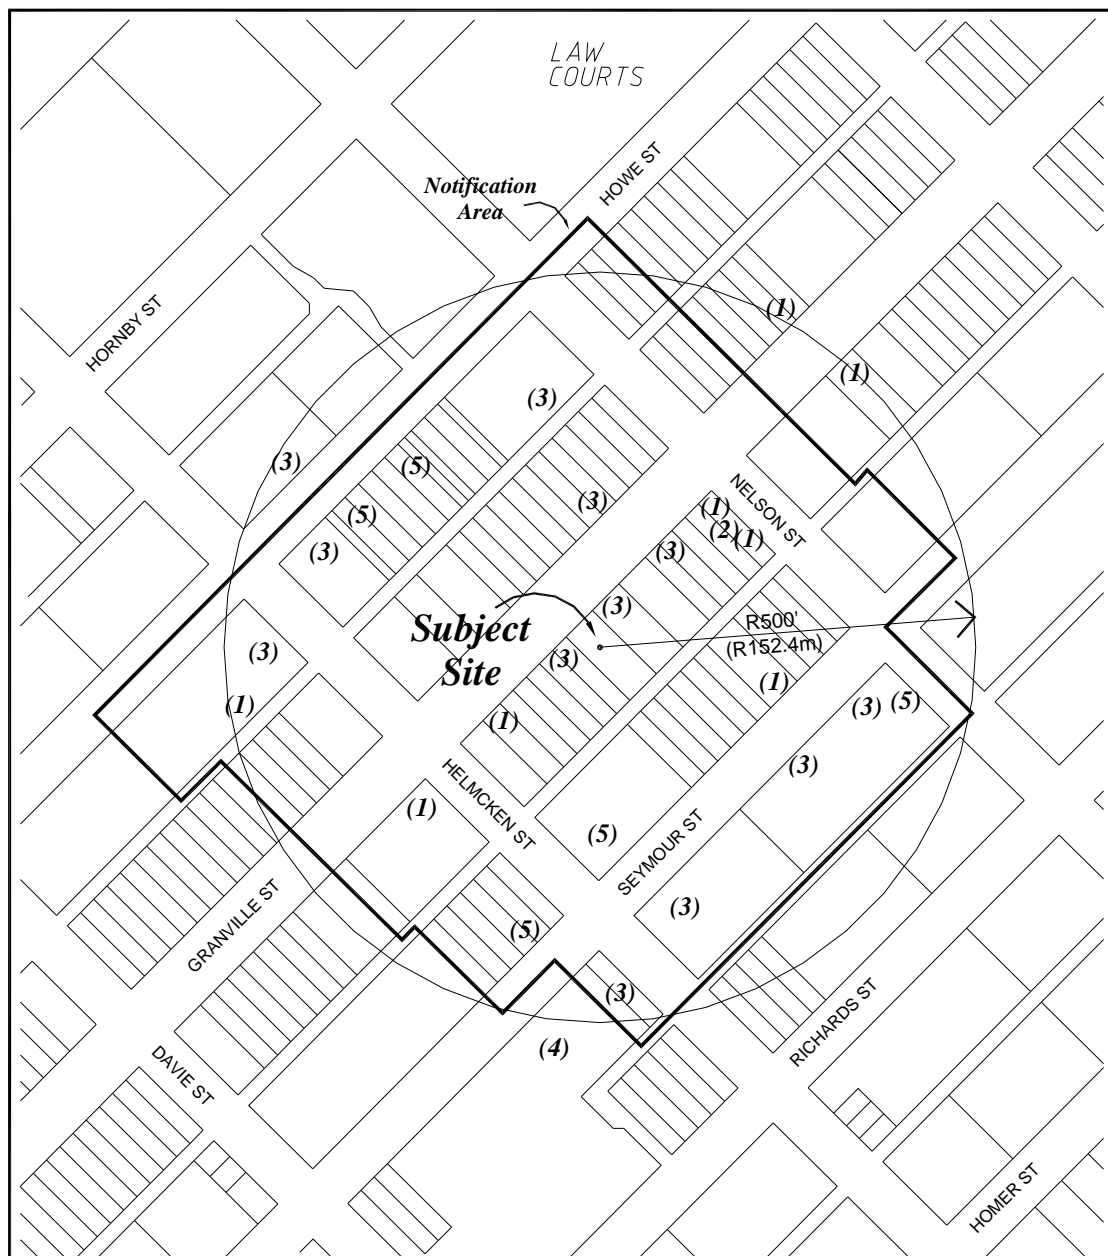 LAW
COURTS
HOWE ST
Notification
Area
HORNBY ST
(1)
(1)
(3)
(3)
(5)
(3)
(5)
(3)
(1)
(2)
(1)
NELSON ST
(3)
(3)
Subject
Site
R500'
(R152.4m)
(3)
(3)
(1)
(1)
(1)
(3)
(5)
(3)
HELMCKEN ST
(1)
(5)
SEYMOUR ST
(3)
GRANVILLE ST
(5)
(3)
(4)
RICHARDS ST
DAVIE ST
HOMER ST